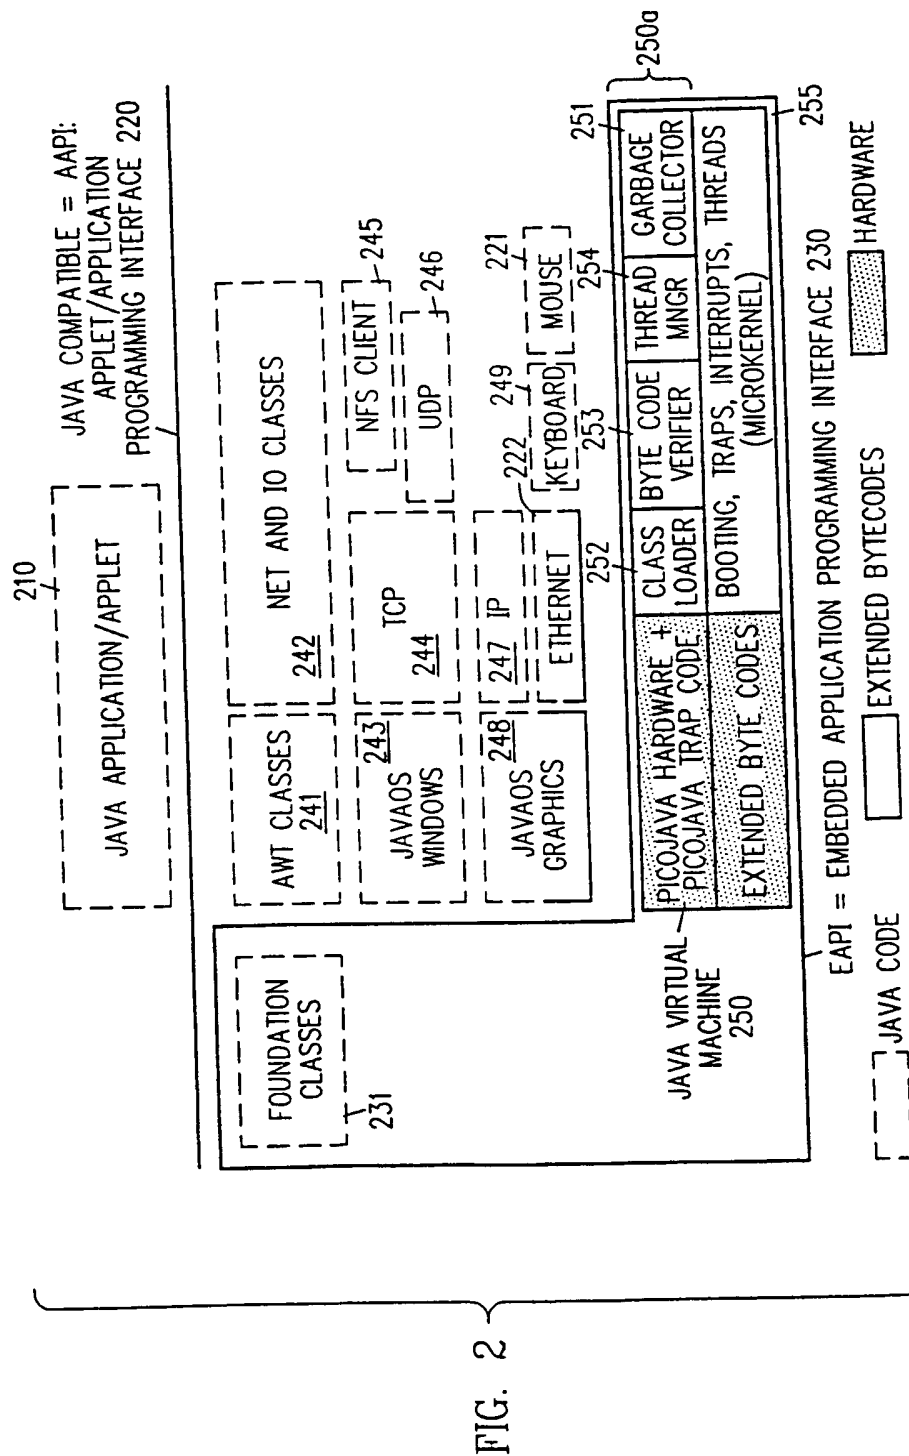 210
JAVA APPLICATION/APPLET
JAVA COMPATIBLE = AAPI:
APPLET/APPLICATION
PROGRAMMING INTERFACE 220
FOUNDATION
CLASSES
231
AWT CLASSES
241
NET AND IO CLASSES
242
JAVAOS
WINDOWS
243
TCP
244
NFS CLIENT
245
UDP
246
JAVAOS
GRAPHICS
248
IP
247
ETHERNET
222
249
KEYBOARD
221
MOUSE
JAVA VIRTUAL
MACHINE
250
PICOJAVA HARDWARE +
PICOJAVA TRAP CODE
EXTENDED BYTE CODES
252
CLASS
LOADER
253
BYTE CODE
VERIFIER
254
THREAD
MNGR
251
GARBAGE
COLLECTOR
250a
BOOTING, TRAPS, INTERRUPTS, THREADS
(MICROKERNEL)
255
EAPI = EMBEDDED APPLICATION PROGRAMMING INTERFACE 230
JAVA CODE
EXTENDED BYTECODES
HARDWARE
FIG. 2